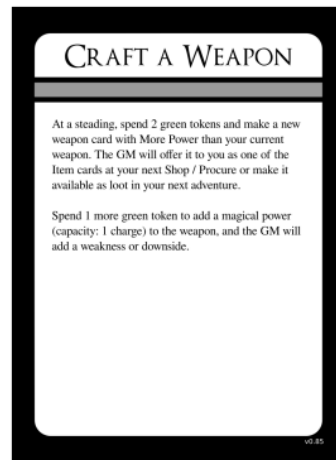 CRAFT A WEAPON
At a steading, spend 2 green tokens and make a new
weapon card with More Power than your current
weapon. The GM will offer it to you as one of the
Item cards at your next Shop / Procure or make it
available as loot in your next adventure.
Spend 1 more green token to add a magical power
(capacity: 1 charge) to the weapon, and the GM will
add a weakness or downside.
v0.85